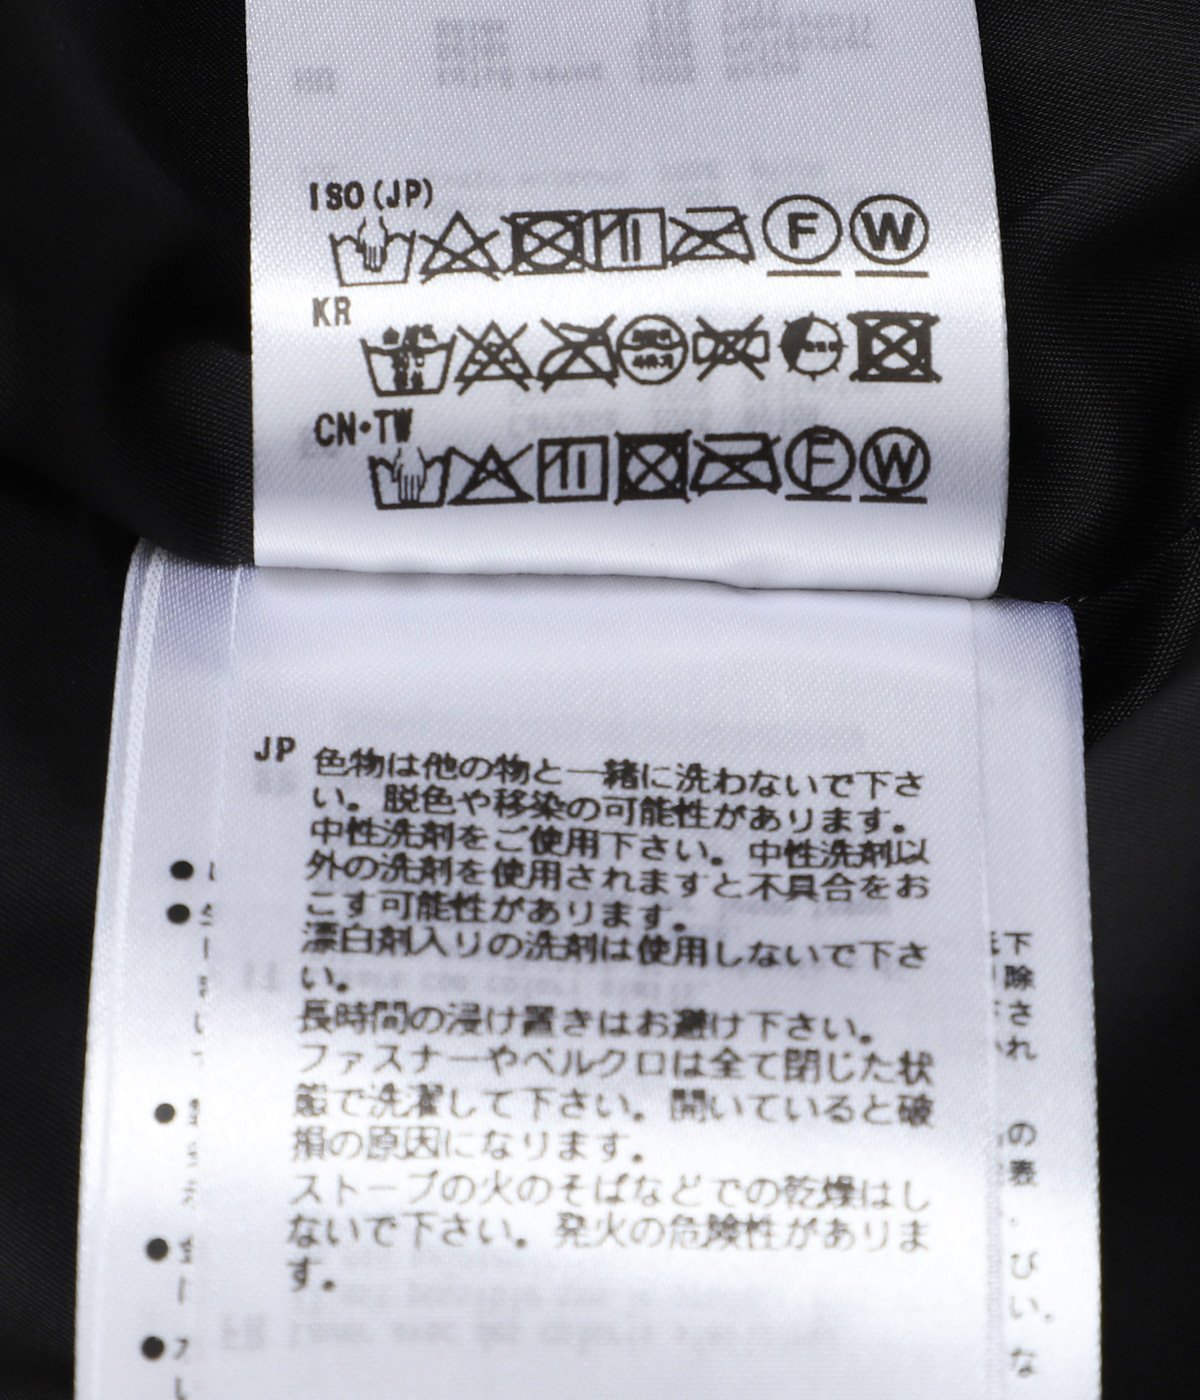 ISO(JP)
F W
KR
CN・TW
F W
JP 色物は他の物と一緒に洗わないで下さ
い。脱色や移染の可能性があります。
中性洗剤をご使用下さい。中性洗剤以
外の洗剤を使用されますと不具合をお
こす可能性があります。
漂白剤入りの洗剤は使用しないで下さ
い。
長時間の浸け置きはお避け下さい。
ファスナーやベルクロは全て閉じた状
態で洗濯して下さい。開いていると破
損の原因になります。
ストーブの火のそばなどでの乾燥はし
ないで下さい。発火の危険性がありま
す。
下
除
さ
れ
の
表
び
い。
な